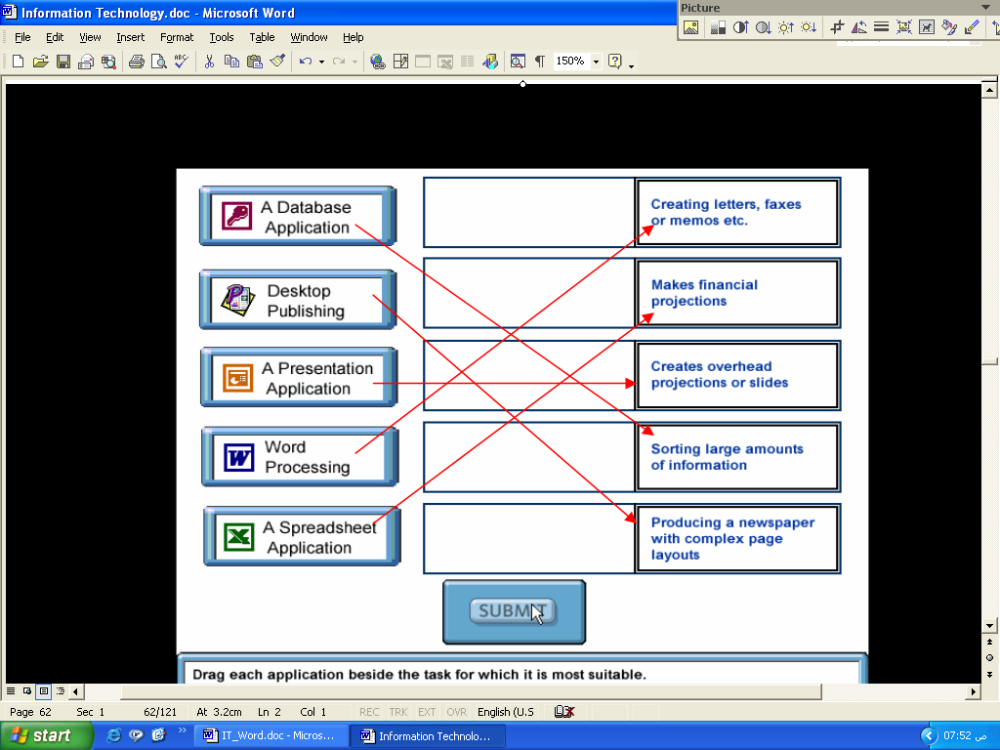 Information Technology.doc - Microsoft Word
Picture
File Edit View Insert Format Tools Table Window Help
150%
A Database
Application
Creating letters, faxes
or memos etc.
Desktop
Publishing
Makes financial
projections
A Presentation
Application
Creates overhead
projections or slides
Word
Processing
Sorting large amounts
of information
A Spreadsheet
Application
Producing a newspaper
with complex page
layouts
SUBMIT
Drag each application beside the task for which it is most suitable.
Page 62 Sec 1 62/121 At 3.2cm Ln 2 Col 1 REC TRK EXT OVR English (U.S
start IT_Word.doc - Micros... Information Technolo... 07:52 ص